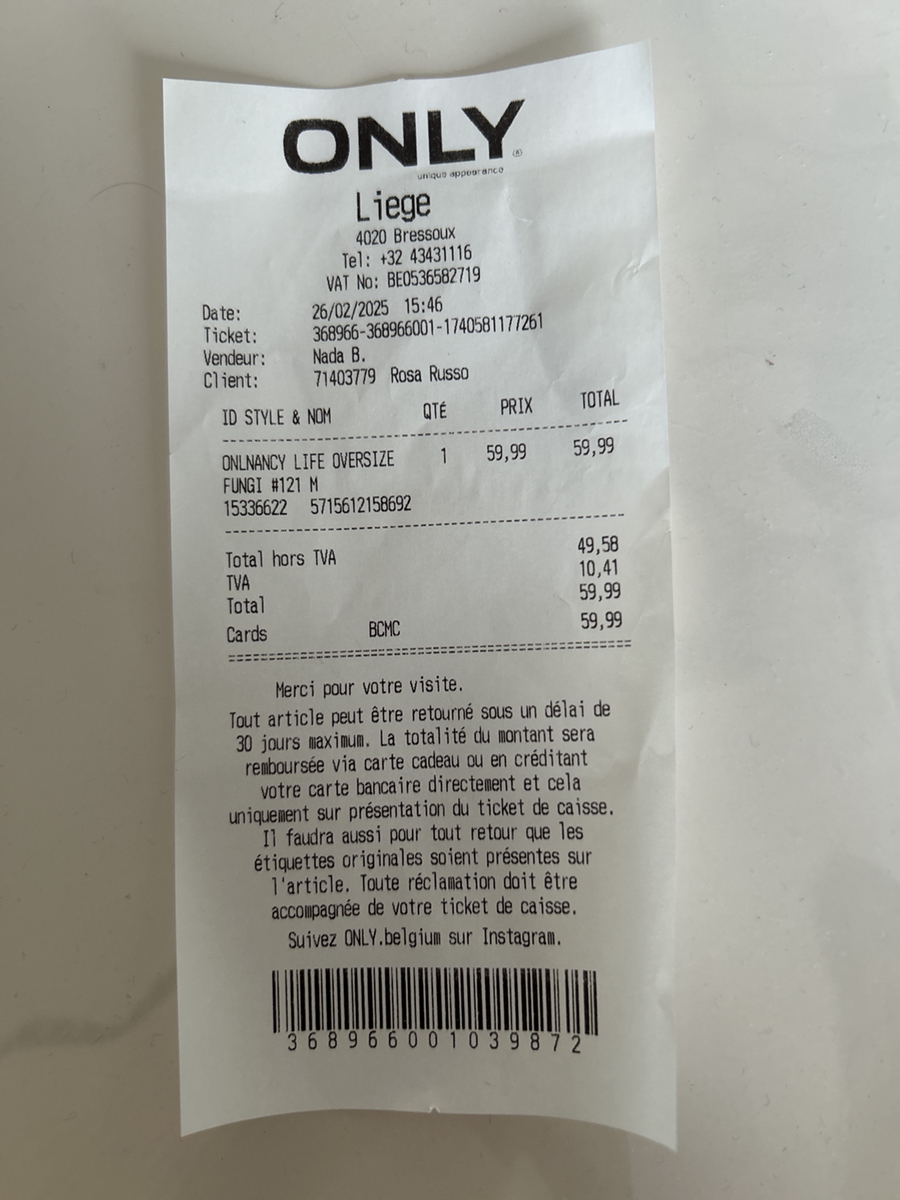 ONLY
®
unique appearance
Liege
4020 Bressoux
Tel: +32 43431116
VAT No: BE0536582719
Date: 26/02/2025 15:46
Ticket: 368966-368966001-1740581177261
Vendeur: Nada B.
Client: 71403779 Rosa Russo
ID STYLE & NOM QTÉ PRIX TOTAL
ONLNANCY LIFE OVERSIZE 1 59,99 59,99
FUNGI #121 M
15336622 5715612158692
Total hors TVA 49,58
TVA 10,41
Total 59,99
Cards BCMC 59,99
Merci pour votre visite.
Tout article peut être retourné sous un délai de
30 jours maximum. La totalité du montant sera
remboursée via carte cadeau ou en créditant
votre carte bancaire directement et cela
uniquement sur présentation du ticket de caisse.
Il faudra aussi pour tout retour que les
étiquettes originales soient présentes sur
l'article. Toute réclamation doit être
accompagnée de votre ticket de caisse.
Suivez ONLY.belgium sur Instagram.
368966001039872